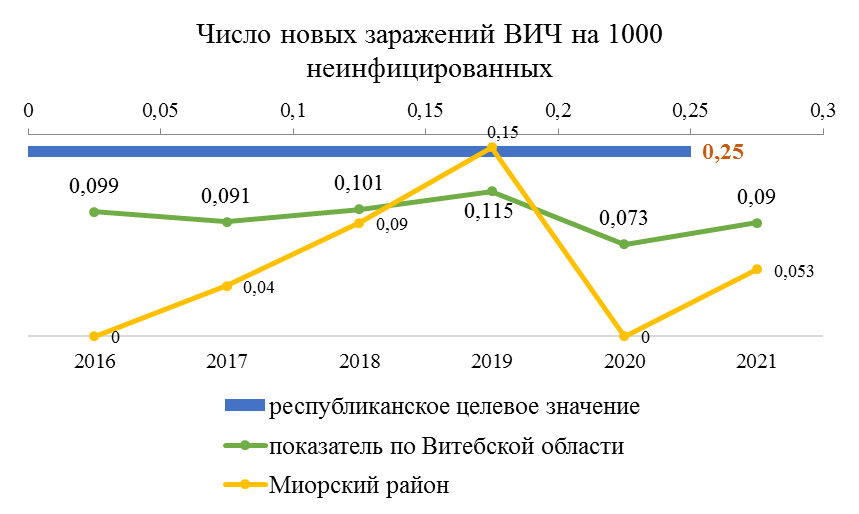 Число новых заражений ВИЧ на 1000
неинфицированных
0 0,05 0,1 0,15 0,2 0,25 0,3
0,15
0,25
0,099 0,091 0,101 0,115 0,073 0,09
0,09
0,04
0,053
0 0
2016 2017 2018 2019 2020 2021
республиканское целевое значение
показатель по Витебской области
Миорский район